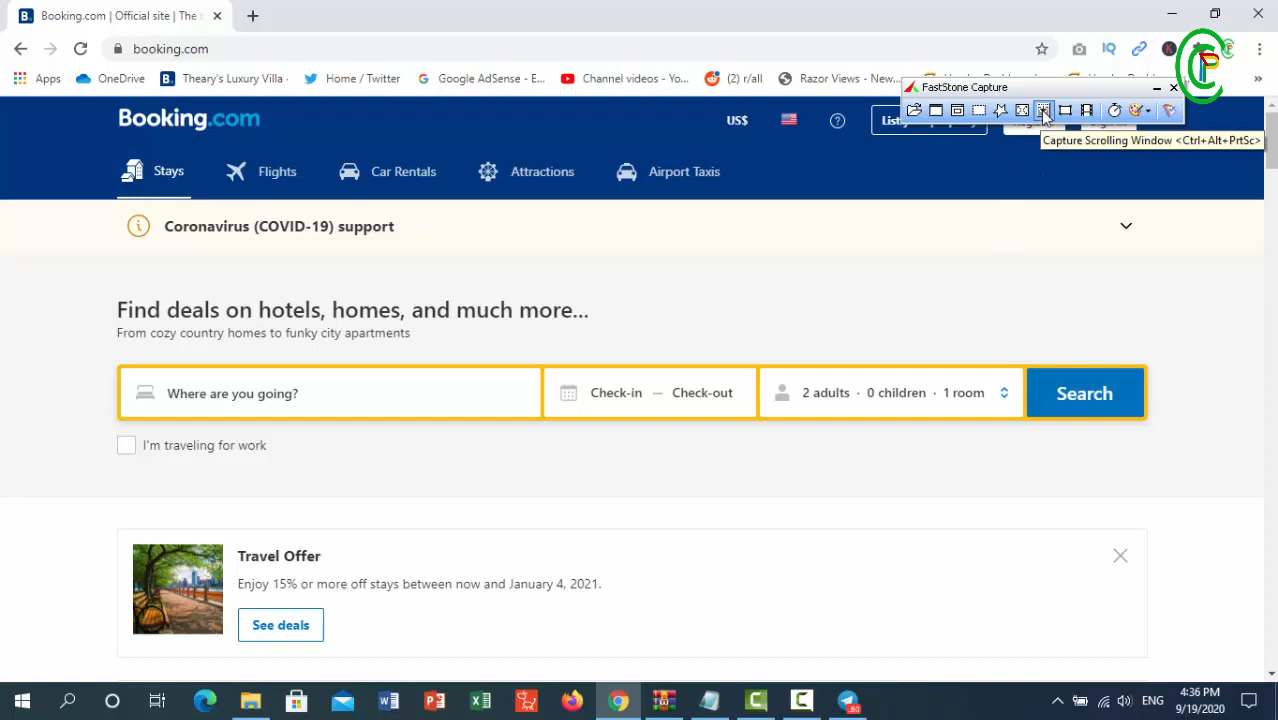 Booking.com | Official site | The b
booking.com
Apps
OneDrive
Theary's Luxury Villa
Home / Twitter
Google AdSense - E...
Channel videos - Yo...
(2) r/all
Razor Views - New...
FastStone Capture
Capture Scrolling Window <Ctrl+Alt+PrtSc>
Booking.com
US$
Stays
Flights
Car Rentals
Attractions
Airport Taxis
Coronavirus (COVID-19) support
Find deals on hotels, homes, and much more...
From cozy country homes to funky city apartments
Where are you going?
Check-in — Check-out
2 adults · 0 children · 1 room
Search
I'm traveling for work
Travel Offer
Enjoy 15% or more off stays between now and January 4, 2021.
See deals
ENG
4:36 PM
9/19/2020